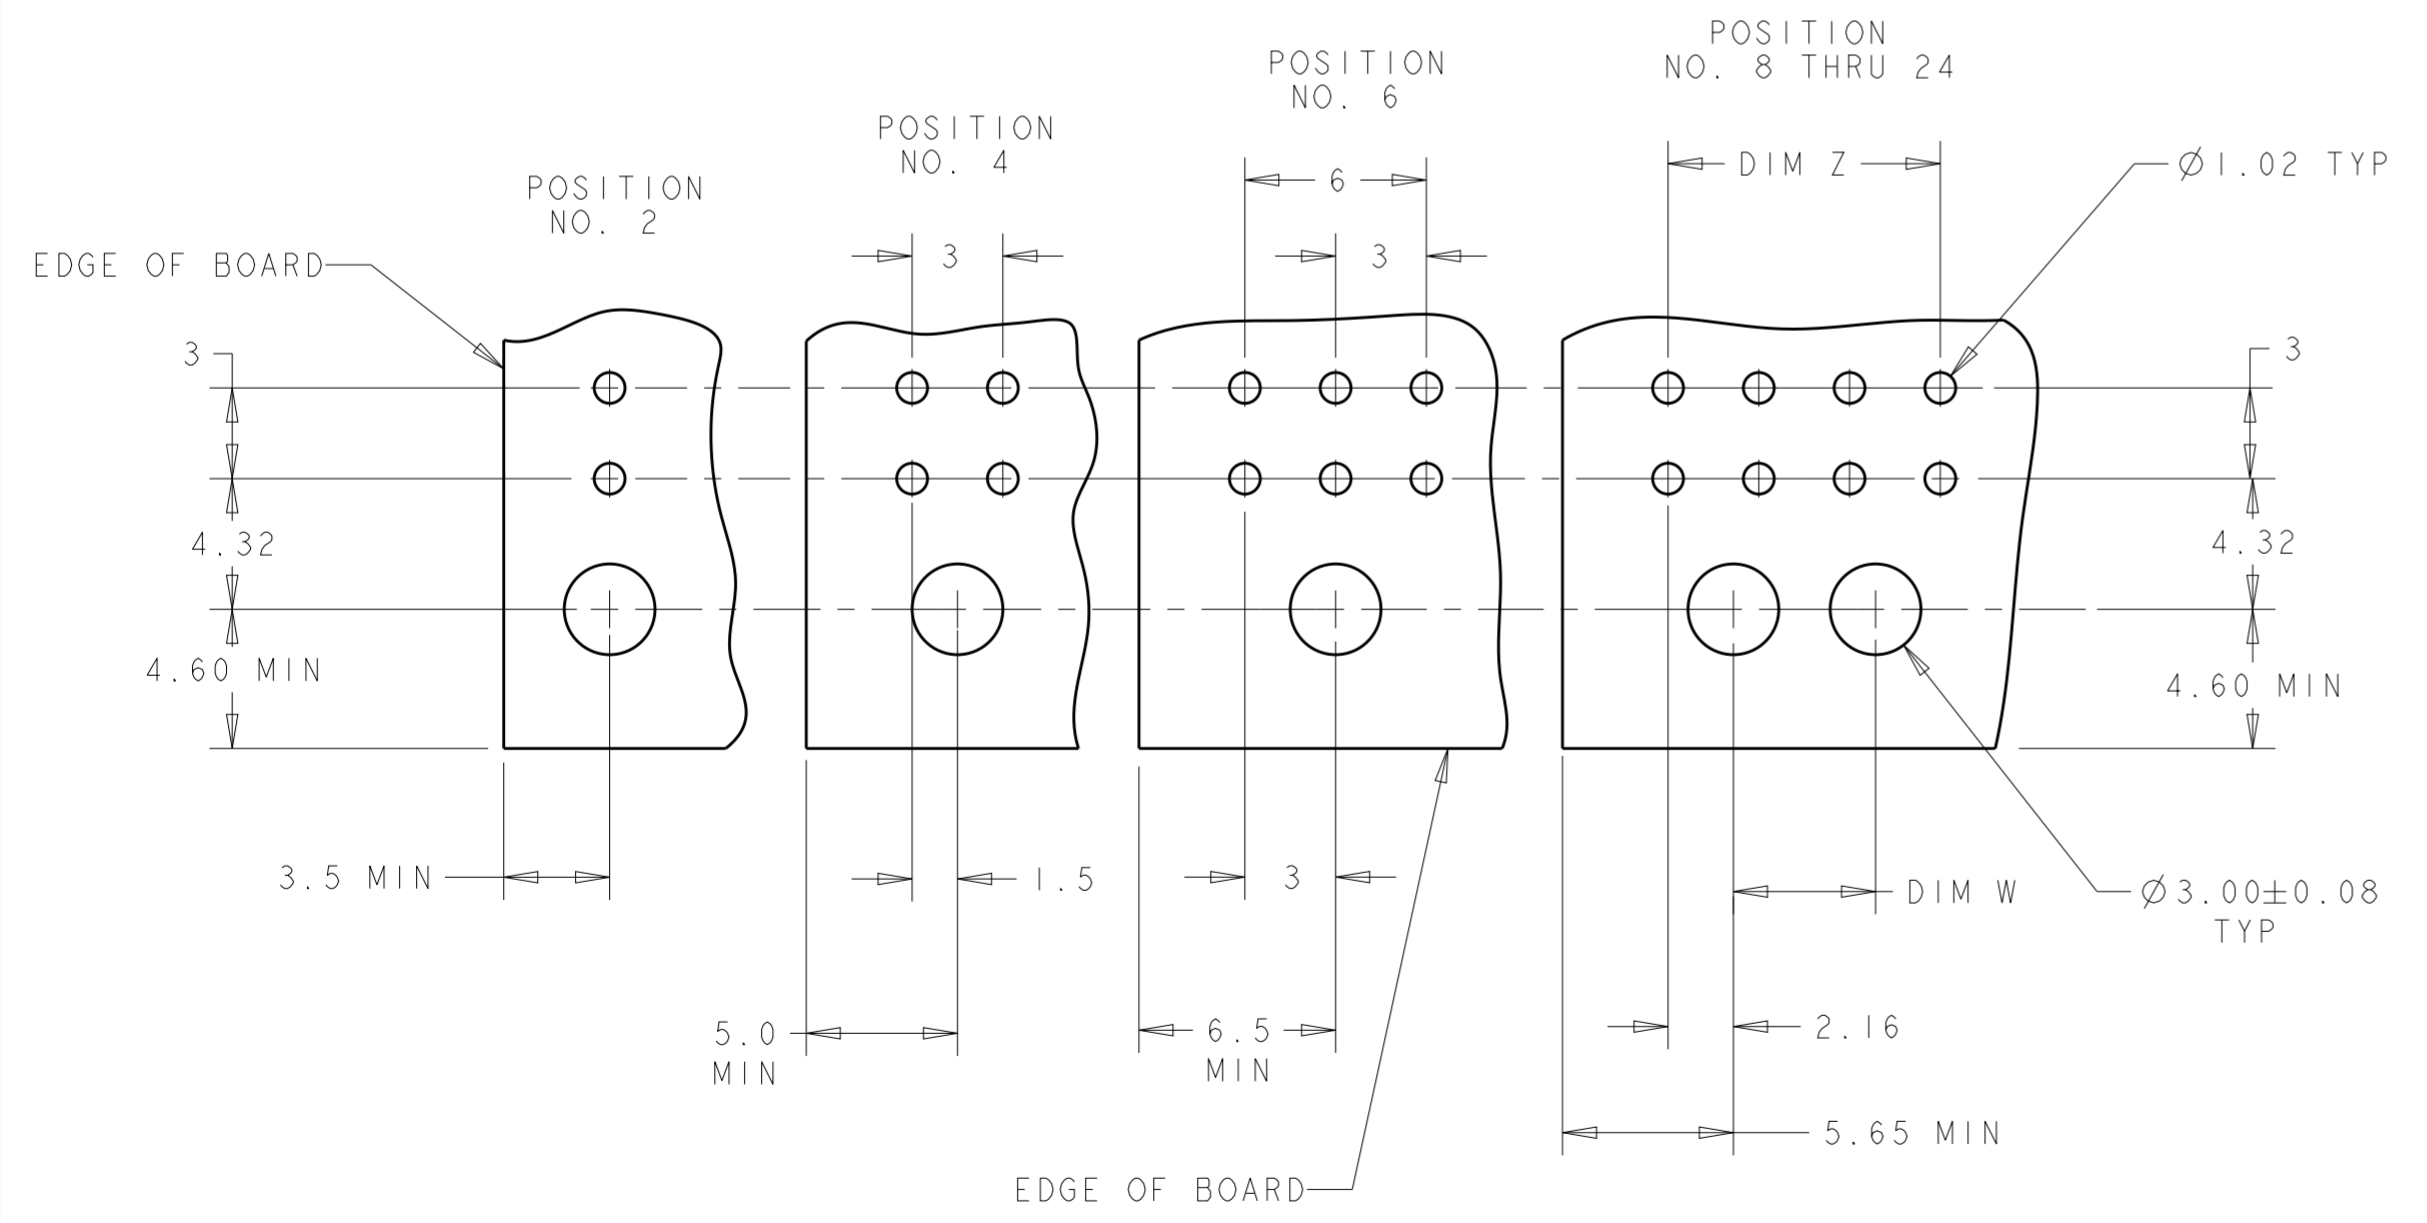 POSITION
NO. 8 THRU 24
POSITION
NO. 6
POSITION
NO. 4
POSITION
NO. 2
DIM Z
Ø1.02 TYP
6
3
3
EDGE OF BOARD
3
3
4.32
4.32
4.60 MIN
4.60 MIN
3.5 MIN
1.5
3
DIM W
Ø3.00±0.08
TYP
5.0
MIN
6.5
MIN
2.16
5.65 MIN
EDGE OF BOARD